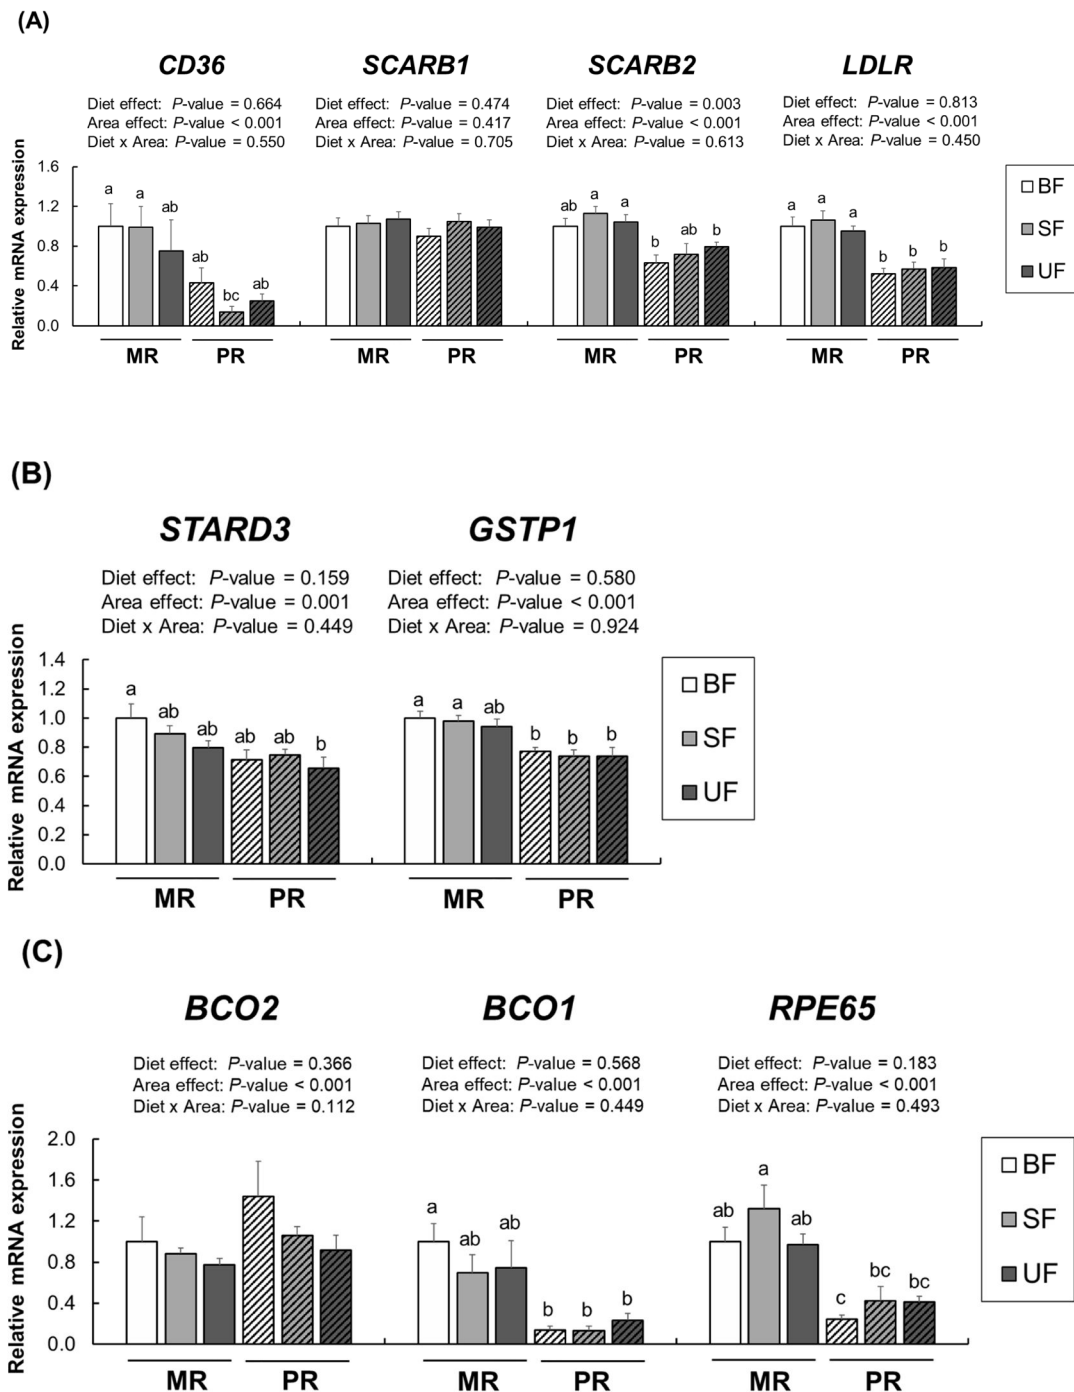 (A)
CD36 SCARB1 SCARB2 LDLR
Diet effect: P-value = 0.664 Diet effect: P-value = 0.474 Diet effect: P-value = 0.003 Diet effect: P-value = 0.813
Area effect: P-value < 0.001 Area effect: P-value = 0.417 Area effect: P-value < 0.001 Area effect: P-value < 0.001
Diet x Area: P-value = 0.550 Diet x Area: P-value = 0.705 Diet x Area: P-value = 0.613 Diet x Area: P-value = 0.450
Relative mRNA expression
1.6
1.2
0.8
0.4
0.0
a a ab ab bc ab
ab a a b ab b
a a a b b b
MR PR MR PR MR PR MR PR
BF
SF
UF
(B)
STARD3 GSTP1
Diet effect: P-value = 0.159 Diet effect: P-value = 0.580
Area effect: P-value = 0.001 Area effect: P-value < 0.001
Diet x Area: P-value = 0.449 Diet x Area: P-value = 0.924
Relative mRNA expression
1.4
1.2
1.0
0.8
0.6
0.4
0.2
0.0
a ab ab ab ab b
a a ab b b b
MR PR MR PR
BF
SF
UF
(C)
BCO2 BCO1 RPE65
Diet effect: P-value = 0.366 Diet effect: P-value = 0.568 Diet effect: P-value = 0.183
Area effect: P-value < 0.001 Area effect: P-value < 0.001 Area effect: P-value < 0.001
Diet x Area: P-value = 0.112 Diet x Area: P-value = 0.449 Diet x Area: P-value = 0.493
Relative mRNA expression
2.0
1.6
1.2
0.8
0.4
0.0
a ab ab b b b
ab a ab c bc bc
MR PR MR PR MR PR
BF
SF
UF